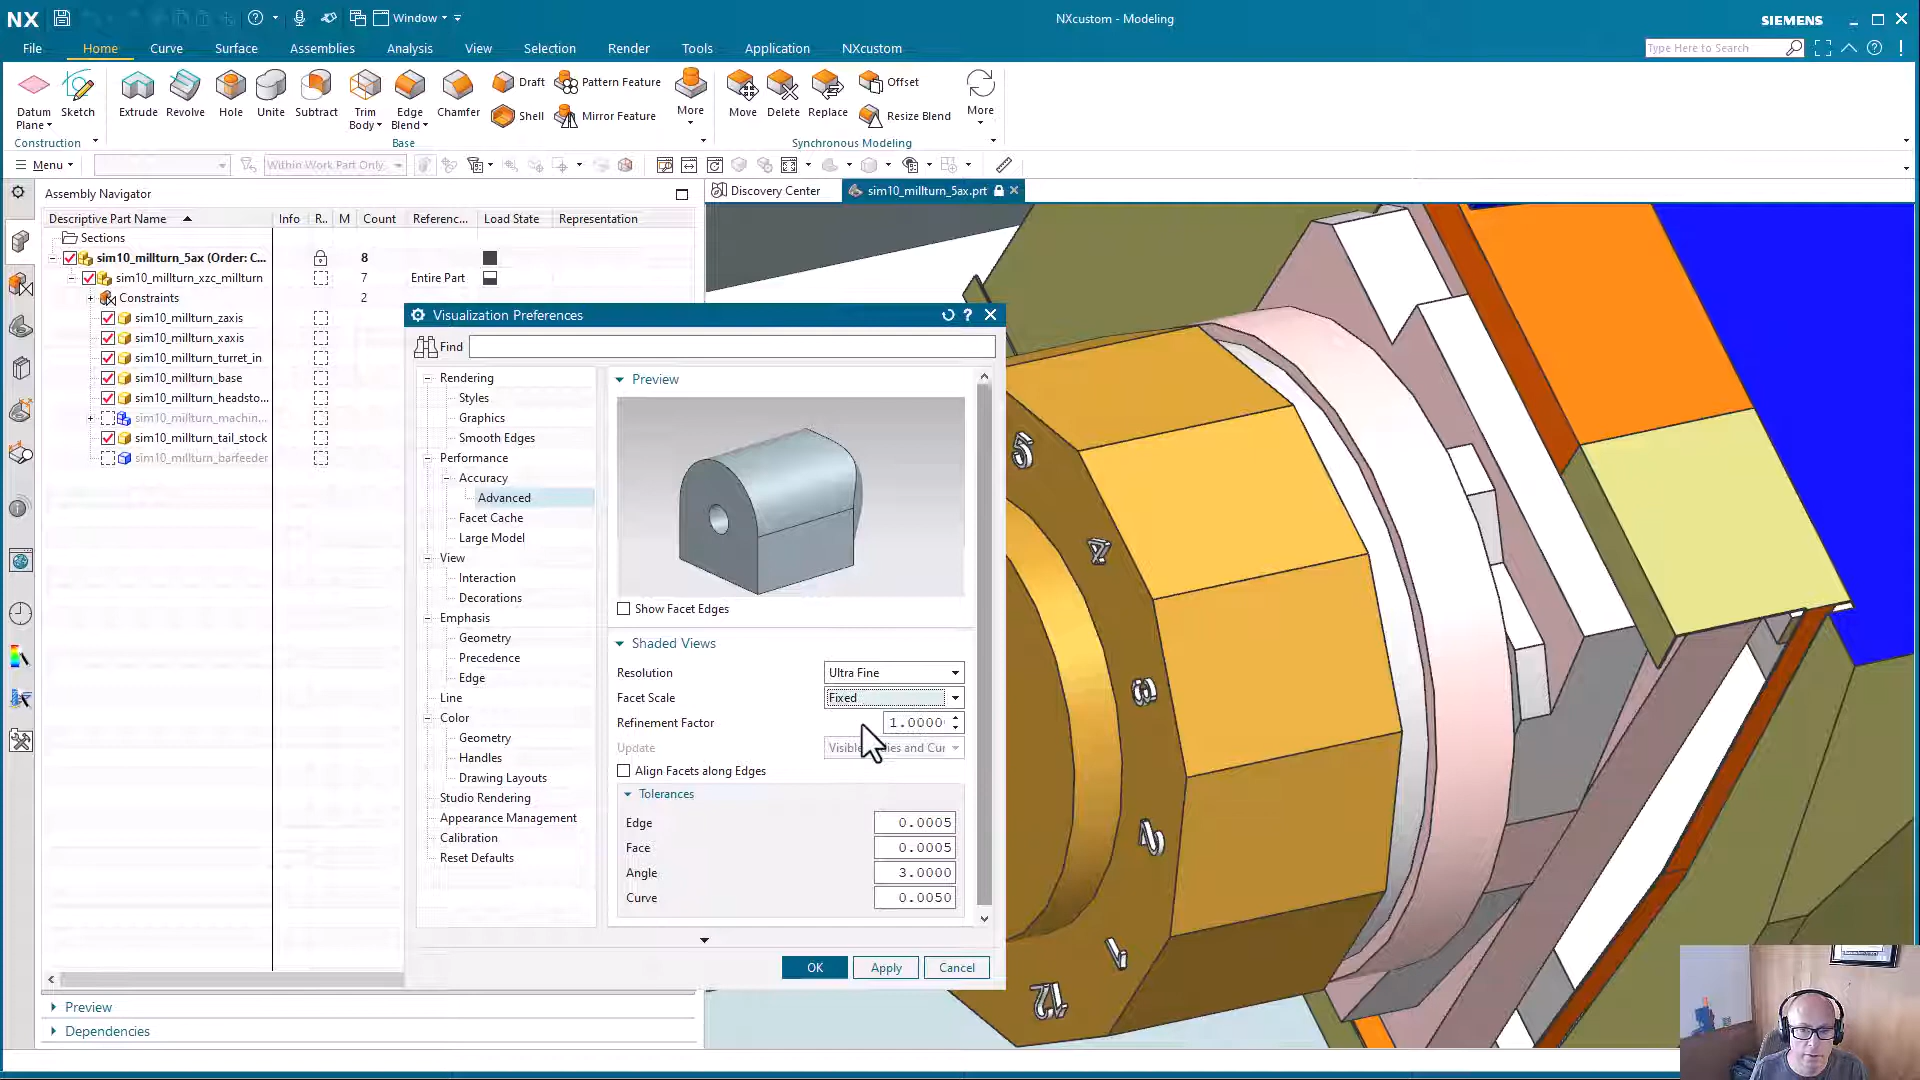 NX
Window
NXcustom - Modeling
SIEMENS
File
Home
Curve
Surface
Assemblies
Analysis
View
Selection
Render
Tools
Application
NXcustom
Type Here to Search
Datum
Plane
Sketch
Extrude
Revolve
Hole
Unite
Subtract
Trim
Body
Edge
Blend
Chamfer
Draft
Shell
Pattern Feature
Mirror Feature
More
Move
Delete
Replace
Offset
Resize Blend
More
Construction
Base
Synchronous Modeling
Menu
Within Work Part Only
Assembly Navigator
Discovery Center
sim10_millturn_5ax.prt
Descriptive Part Name
Info
R..
M
Count
Referenc...
Load State
Representation
Sections
sim10_millturn_5ax (Order: C...
8
sim10_millturn_xzc_millturn
7
Entire Part
Constraints
2
sim10_millturn_zaxis
sim10_millturn_xaxis
sim10_millturn_turret_in
sim10_millturn_base
sim10_millturn_headsto...
sim10_millturn_machin...
sim10_millturn_tail_stock
sim10_millturn_barfeeder
Preview
Dependencies
Visualization Preferences
Find
Rendering
Styles
Graphics
Smooth Edges
Performance
Accuracy
Advanced
Facet Cache
Large Model
View
Interaction
Decorations
Emphasis
Geometry
Precedence
Edge
Line
Color
Geometry
Handles
Drawing Layouts
Studio Rendering
Appearance Management
Calibration
Reset Defaults
Preview
Show Facet Edges
Shaded Views
Resolution
Ultra Fine
Facet Scale
Fixed
Refinement Factor
1.0000
Update
Align Facets along Edges
Tolerances
Edge
0.0005
Face
0.0005
Angle
3.0000
Curve
0.0050
OK
Apply
Cancel
5
4
3
2
1
12